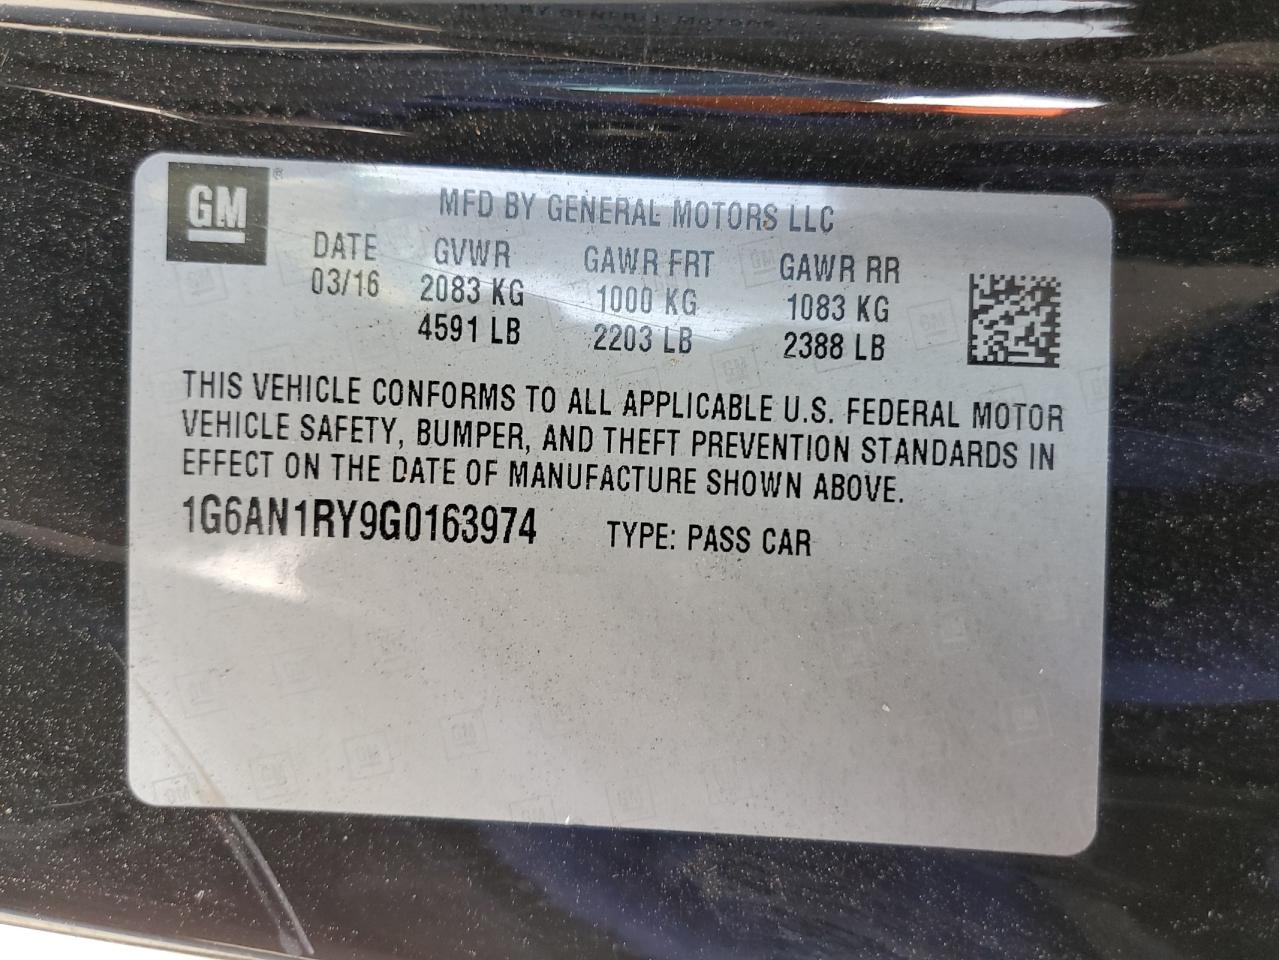 GM
MFD BY GENERAL MOTORS LLC
DATE GVWR GAWR FRT GAWR RR
03/16 2083 KG 1000 KG 1083 KG
4591 LB 2203 LB 2388 LB
THIS VEHICLE CONFORMS TO ALL APPLICABLE U.S. FEDERAL MOTOR
VEHICLE SAFETY, BUMPER, AND THEFT PREVENTION STANDARDS IN
EFFECT ON THE DATE OF MANUFACTURE SHOWN ABOVE.
1G6AN1RY9G0163974 TYPE: PASS CAR